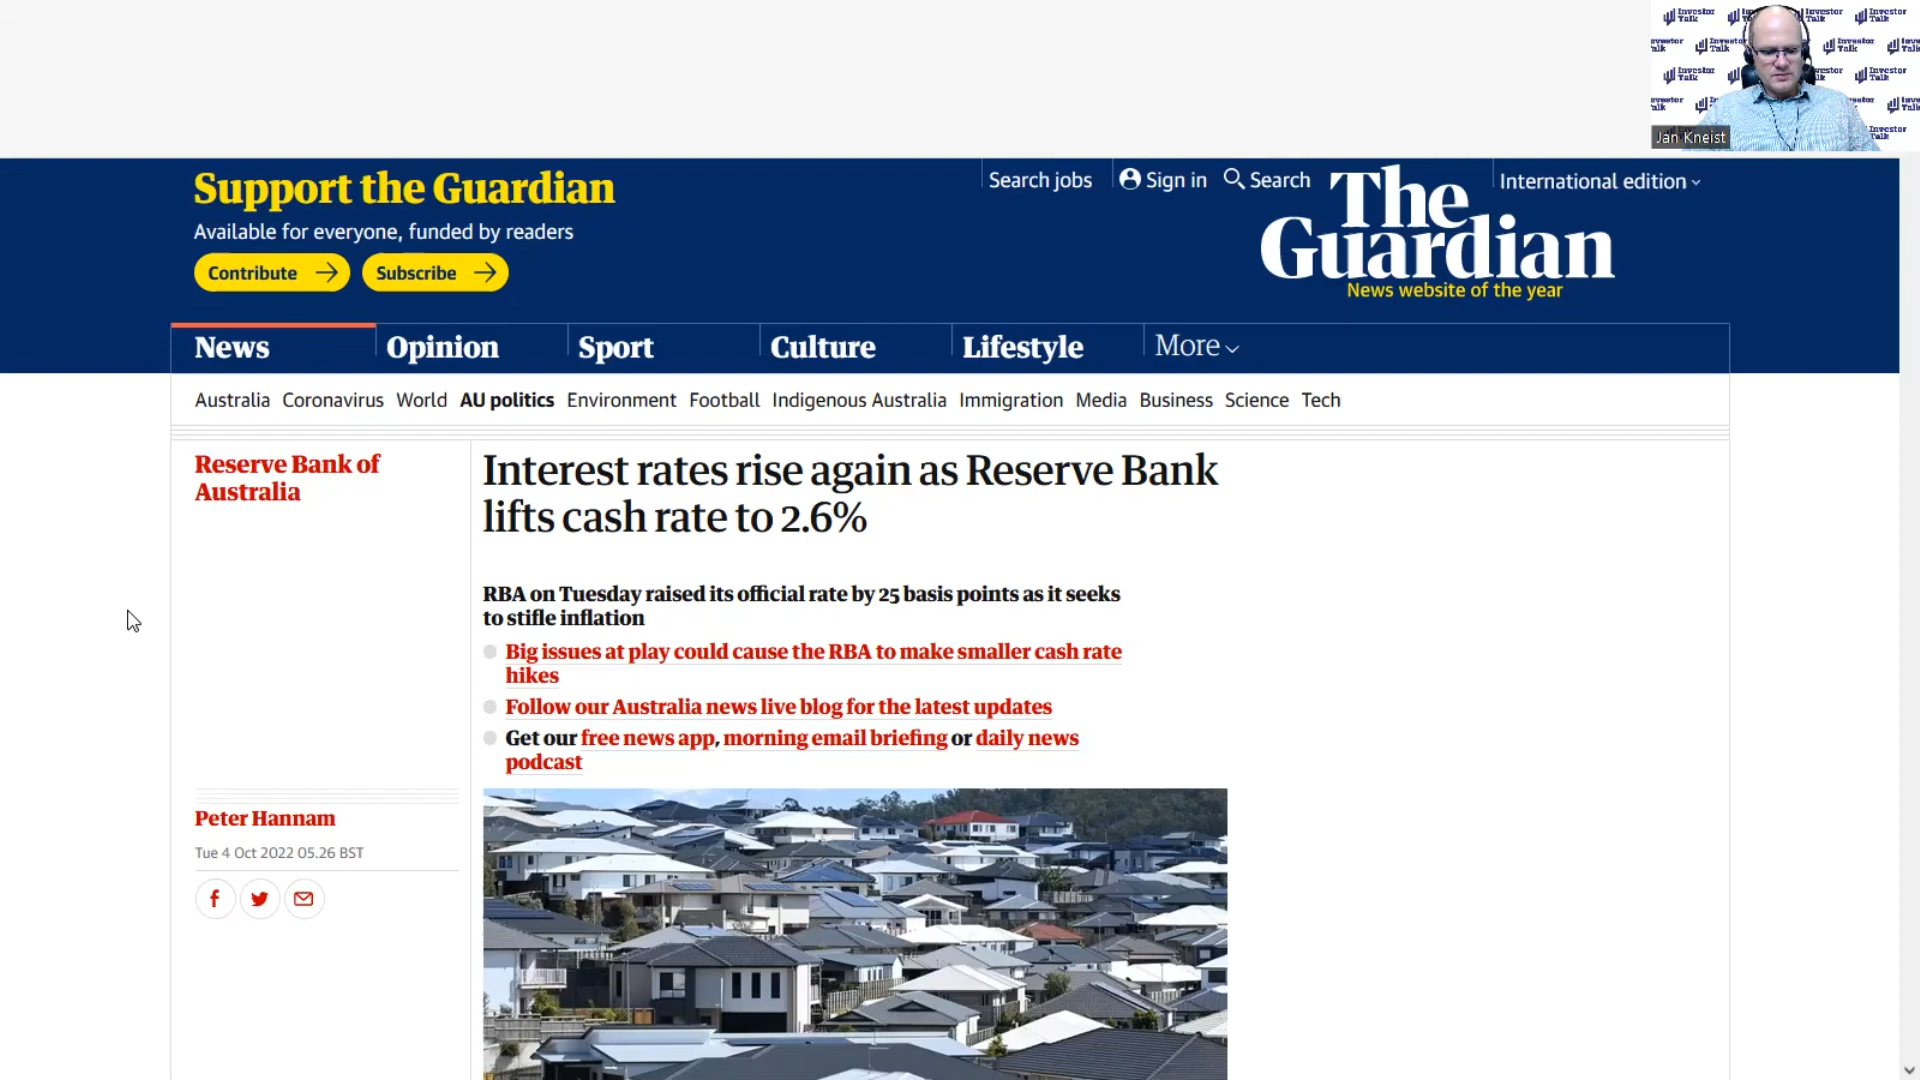 Investor
Talk
Jan Kneist
Support the Guardian
Available for everyone, funded by readers
Contribute
Subscribe
Search jobs
Sign in
Search
International edition
The
Guardian
News website of the year
News
Opinion
Sport
Culture
Lifestyle
More
Australia Coronavirus World AU politics Environment Football Indigenous Australia Immigration Media Business Science Tech
Reserve Bank of
Australia
Interest rates rise again as Reserve Bank
lifts cash rate to 2.6%
RBA on Tuesday raised its official rate by 25 basis points as it seeks
to stifle inflation
Big issues at play could cause the RBA to make smaller cash rate
hikes
Follow our Australia news live blog for the latest updates
Get our free news app, morning email briefing or daily news
podcast
Peter Hannam
Tue 4 Oct 2022 05.26 BST